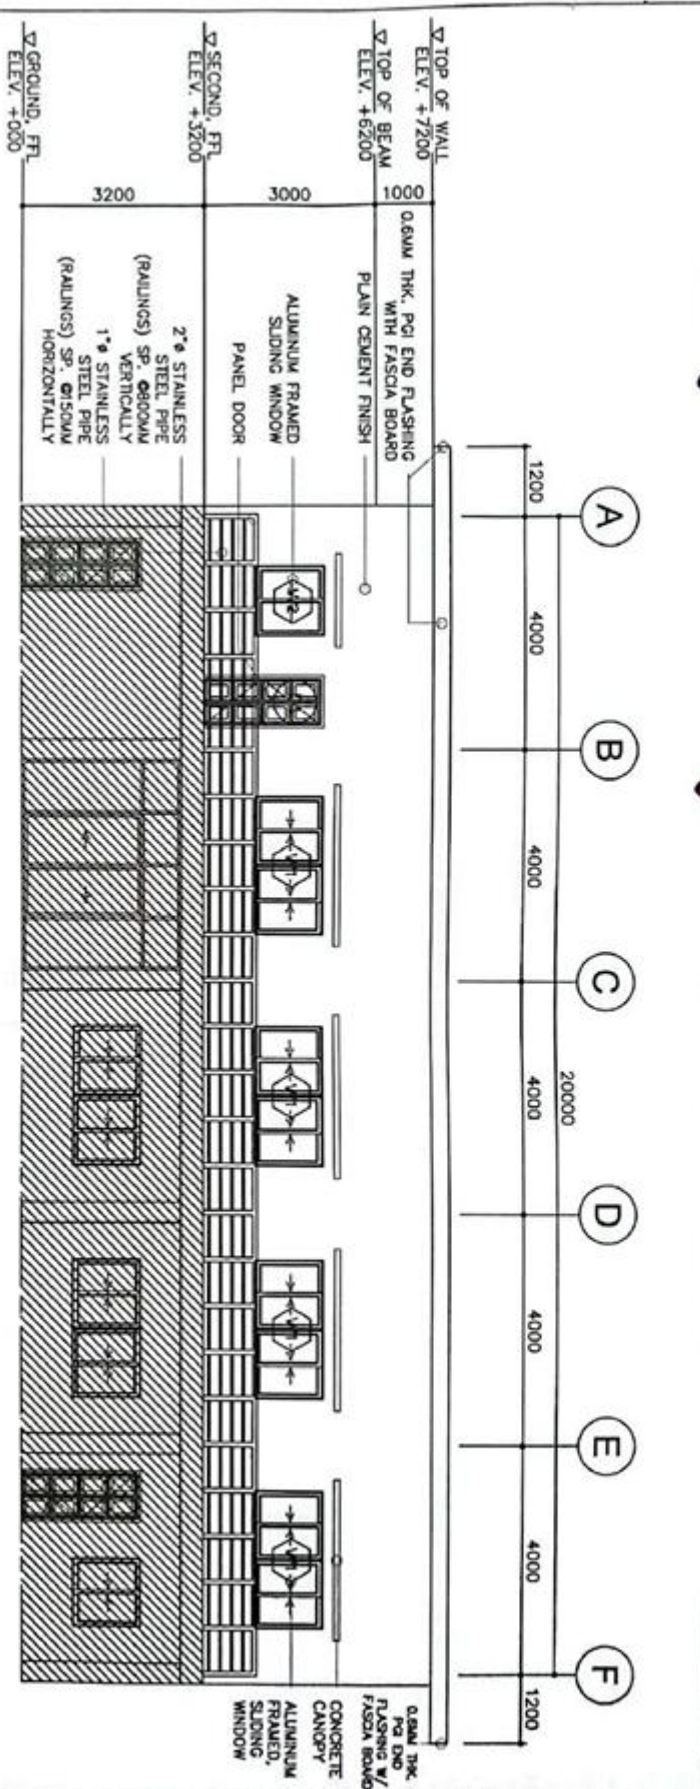 A
B
C
D
E
F
20000
1200
4000
4000
4000
4000
4000
1200
TOP OF WALL
ELEV. +7200
TOP OF BEAM
ELEV. +6200
SECOND, FFL
ELEV. +3200
GROUND, FFL
ELEV. +000
1000
3000
3200
0.6MM THK. PGI END FLASHING
WITH FASCIA BOARD
PLAIN CEMENT FINISH
ALUMINUM FRAMED
SLIDING WINDOW
PANEL DOOR
2"ø STAINLESS
STEEL PIPE
(RAILINGS) SP. @800MM
VERTICALLY
1"ø STAINLESS
STEEL PIPE
(RAILINGS) SP. @150MM
HORIZONTALLY
0.6MM THK.
PGI END
FLASHING W/
FASCIA BOARD
CONCRETE
CANOPY
ALUMINUM
FRAMED,
SLIDING
WINDOW